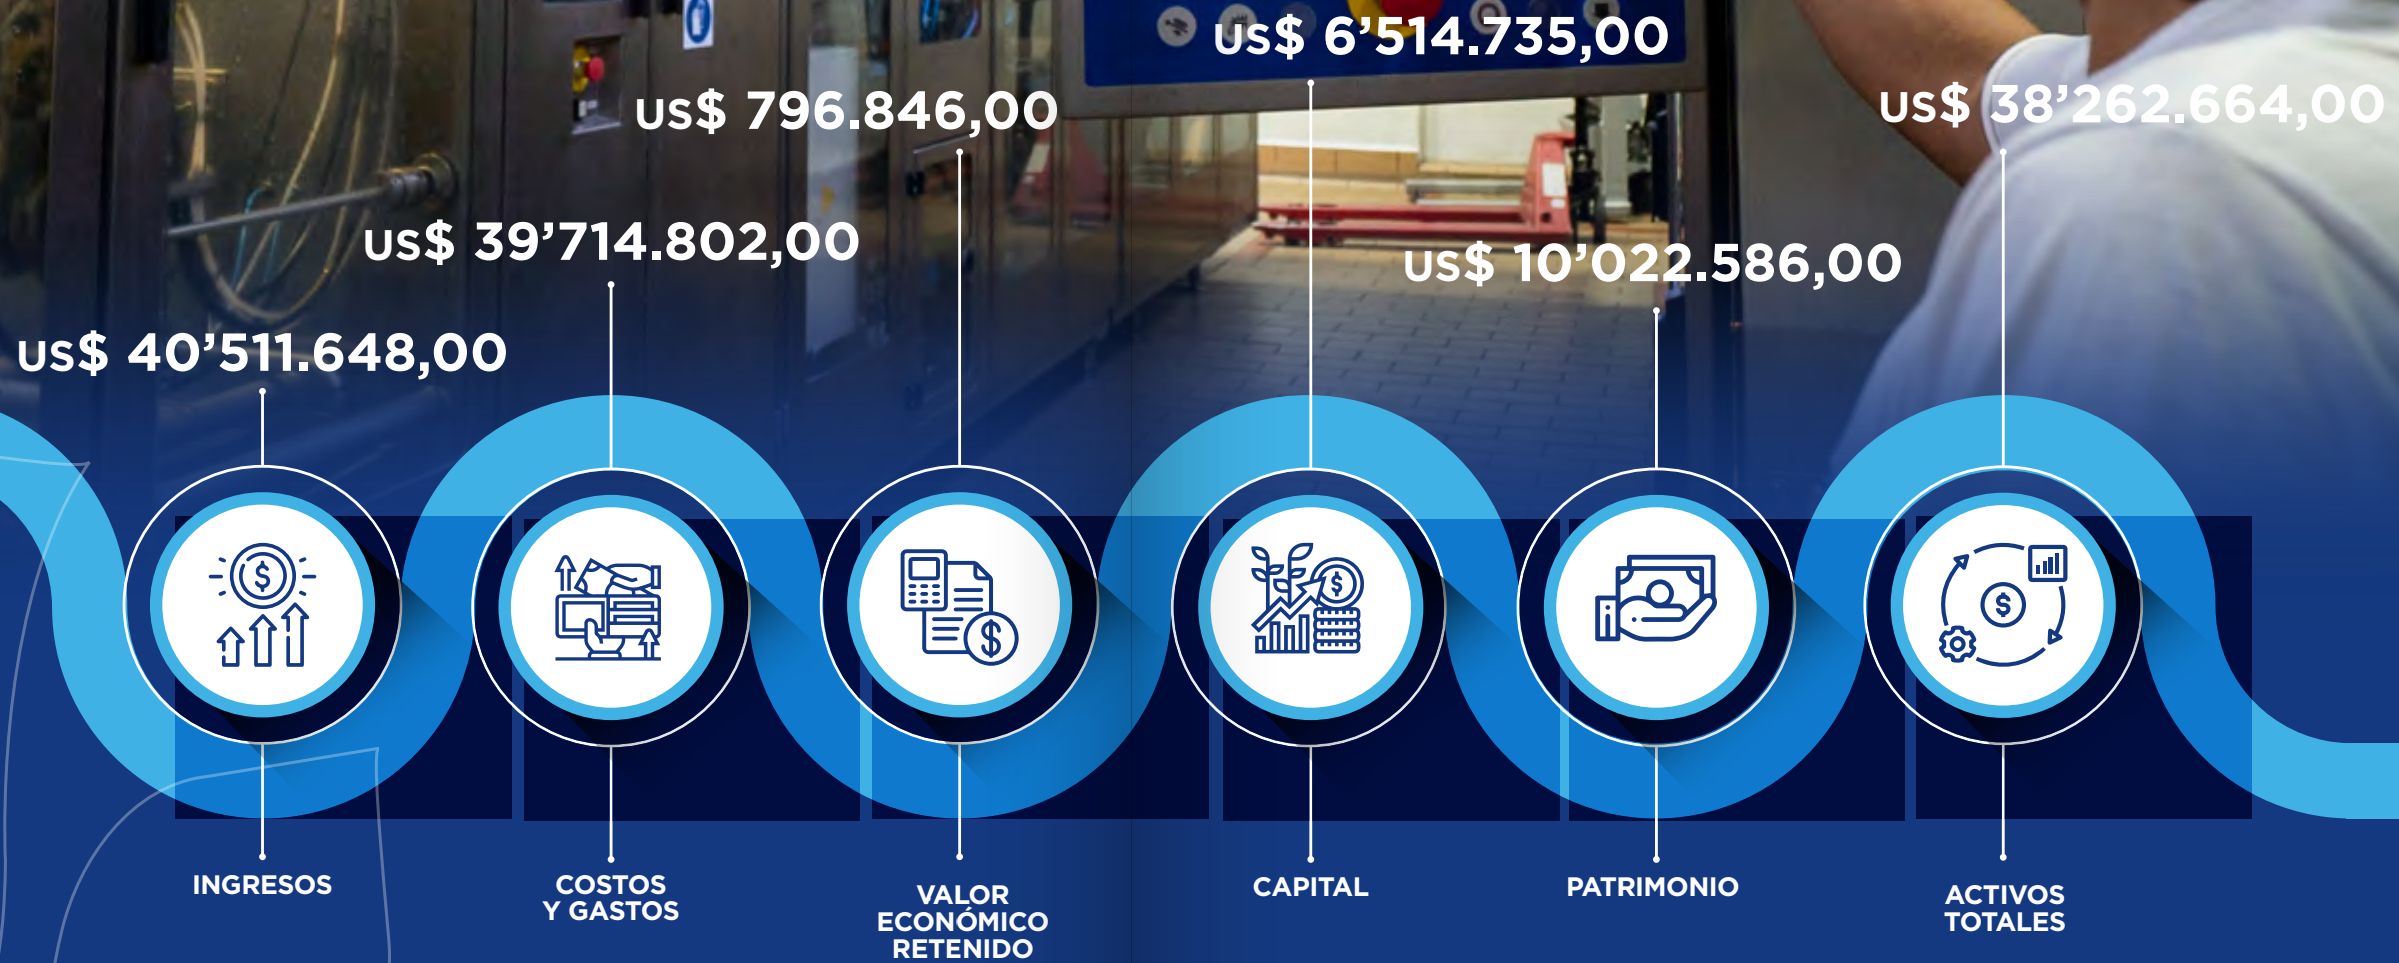 US$ 6’514.735,00
US$ 796.846,00
US$ 38’262.664,00
US$ 39’714.802,00
US$ 10’022.586,00
US$ 40’511.648,00
INGRESOS
COSTOS
Y GASTOS
VALOR
ECONÓMICO
RETENIDO
CAPITAL
PATRIMONIO
ACTIVOS
TOTALES